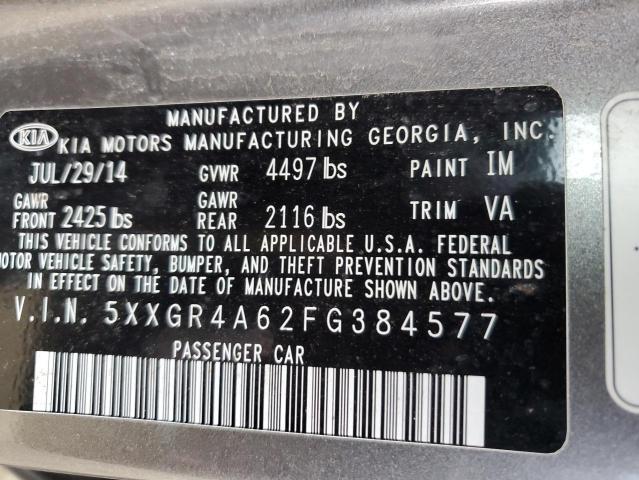 MANUFACTURED BY
KIA KIA MOTORS MANUFACTURING GEORGIA, INC.
JUL/29/14 GVWR 4497 lbs PAINT IM
GAWR FRONT 2425 lbs GAWR REAR 2116 lbs TRIM VA
THIS VEHICLE CONFORMS TO ALL APPLICABLE U.S.A. FEDERAL
MOTOR VEHICLE SAFETY, BUMPER, AND THEFT PREVENTION STANDARDS
IN EFFECT ON THE DATE OF MANUFACTURE SHOWN ABOVE.
V.I.N. 5XXGR4A62FG384577
PASSENGER CAR